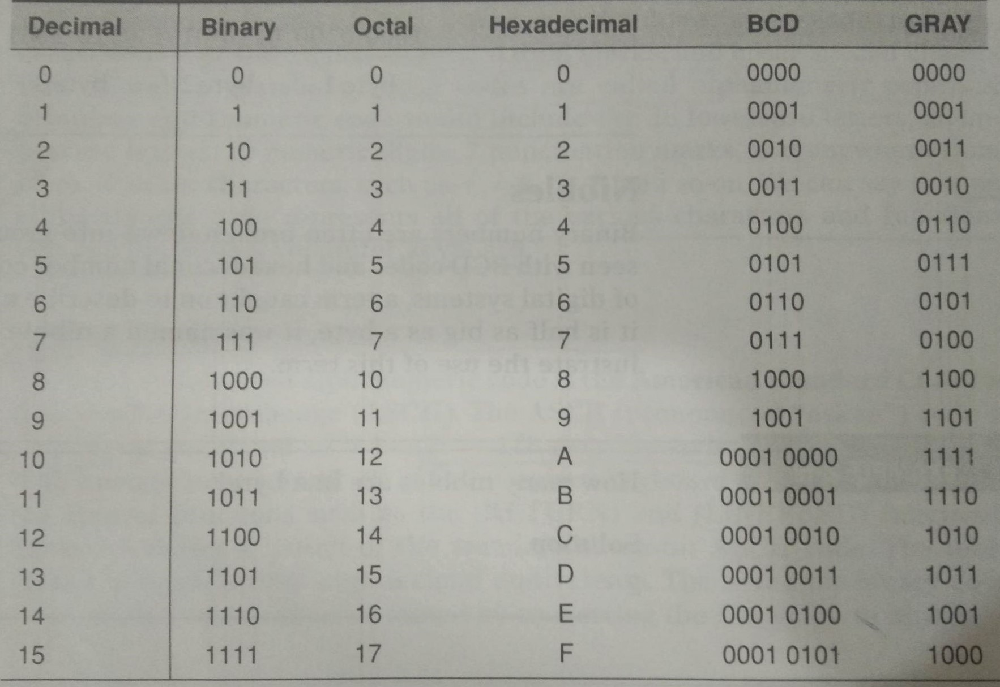 Decimal Binary Octal Hexadecimal BCD GRAY
0 0 0 0 0000 0000
1 1 1 1 0001 0001
2 10 2 2 0010 0011
3 11 3 3 0011 0010
4 100 4 4 0100 0110
5 101 5 5 0101 0111
6 110 6 6 0110 0101
7 111 7 7 0111 0100
8 1000 10 8 1000 1100
9 1001 11 9 1001 1101
10 1010 12 A 0001 0000 1111
11 1011 13 B 0001 0001 1110
12 1100 14 C 0001 0010 1010
13 1101 15 D 0001 0011 1011
14 1110 16 E 0001 0100 1001
15 1111 17 F 0001 0101 1000